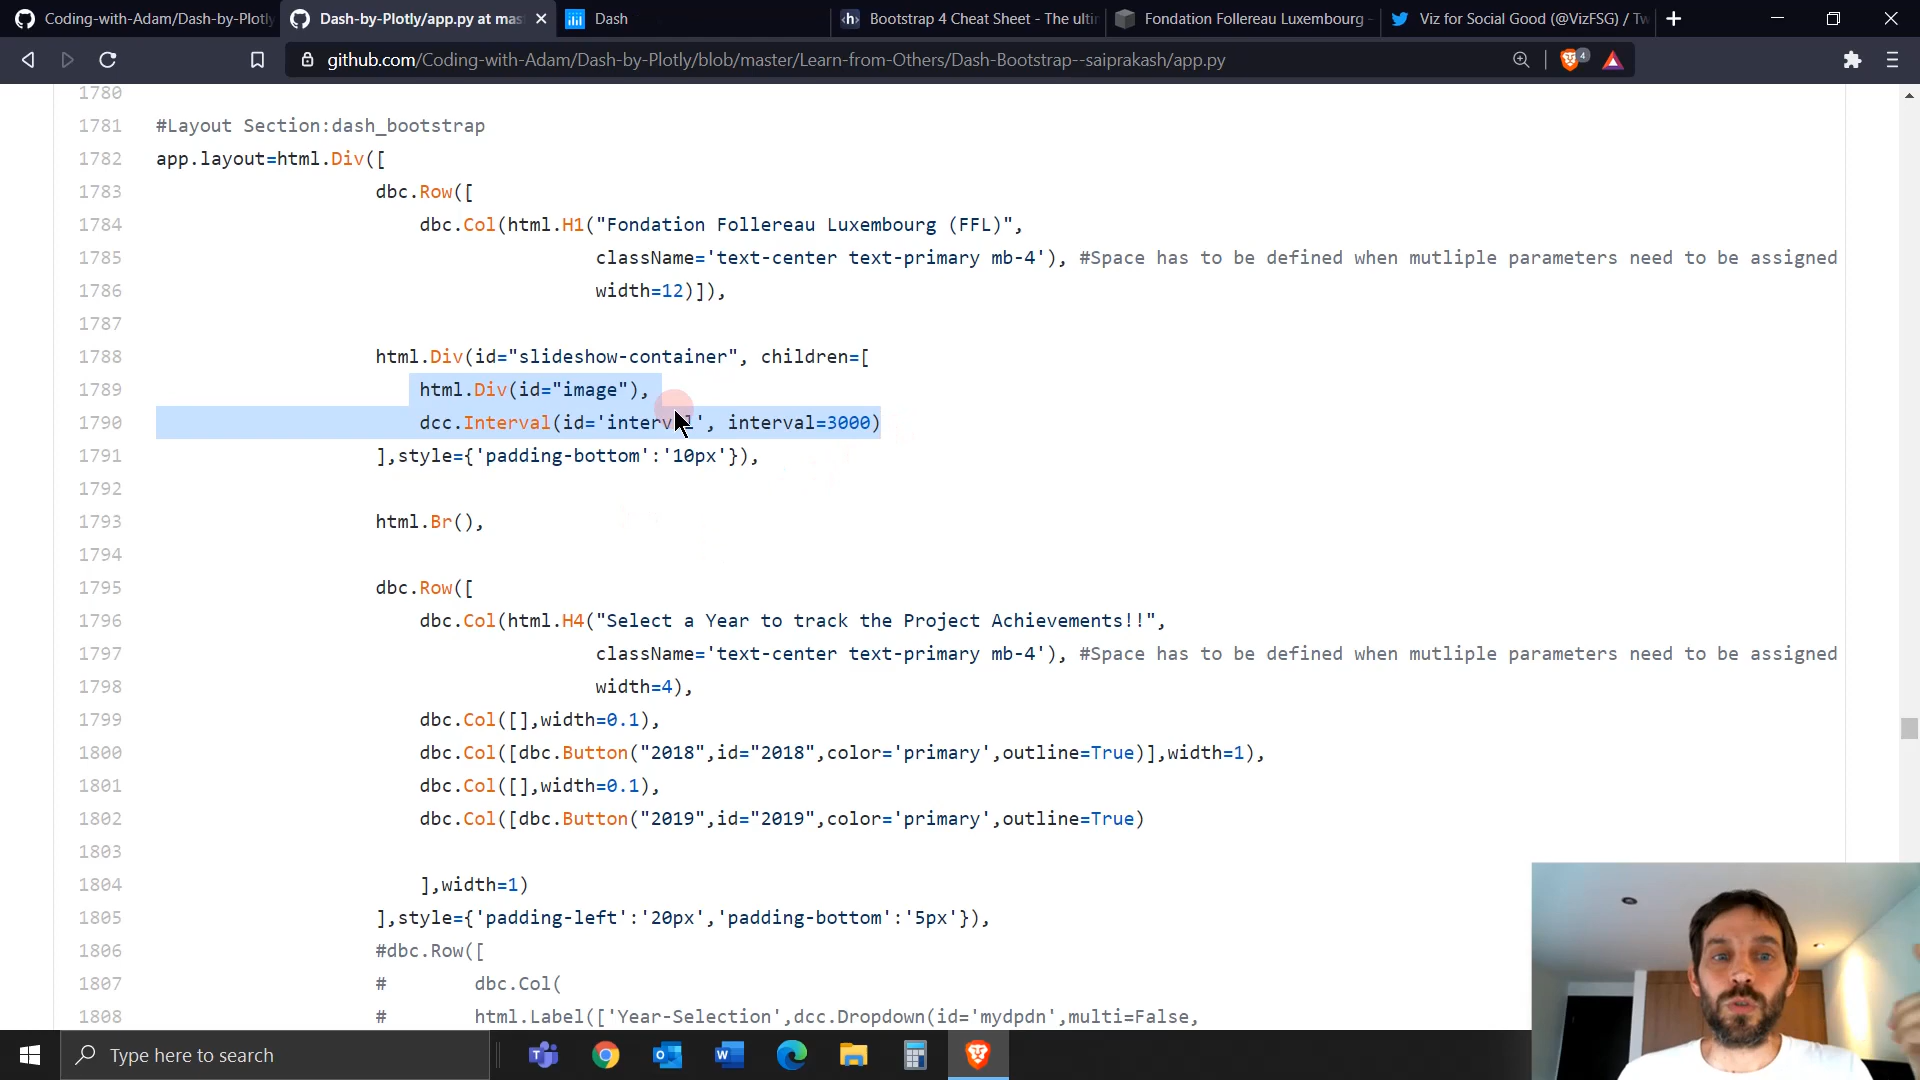 Coding-with-Adam/Dash-by-Plotly
Dash-by-Plotly/app.py at mas
Dash
Bootstrap 4 Cheat Sheet - The ulti
Fondation Follereau Luxembourg -
Viz for Social Good (@VizFSG) / Tw
github.com/Coding-with-Adam/Dash-by-Plotly/blob/master/Learn-from-Others/Dash-Bootstrap--saiprakash/app.py
4
1780
1781 #Layout Section:dash_bootstrap
1782 app.layout=html.Div([
1783 dbc.Row([
1784 dbc.Col(html.H1("Fondation Follereau Luxembourg (FFL)",
1785 className='text-center text-primary mb-4'), #Space has to be defined when mutliple parameters need to be assigned
1786 width=12)]),
1787
1788 html.Div(id="slideshow-container", children=[
1789 html.Div(id="image"),
1790 dcc.Interval(id='interval', interval=3000)
1791 ],style={'padding-bottom':'10px'}),
1792
1793 html.Br(),
1794
1795 dbc.Row([
1796 dbc.Col(html.H4("Select a Year to track the Project Achievements!!",
1797 className='text-center text-primary mb-4'), #Space has to be defined when mutliple parameters need to be assigned
1798 width=4),
1799 dbc.Col([],width=0.1),
1800 dbc.Col([dbc.Button("2018",id="2018",color='primary',outline=True)],width=1),
1801 dbc.Col([],width=0.1),
1802 dbc.Col([dbc.Button("2019",id="2019",color='primary',outline=True)
1803
1804 ],width=1)
1805 ],style={'padding-left':'20px','padding-bottom':'5px'}),
1806 #dbc.Row([
1807 # dbc.Col(
1808 # html.Label(['Year-Selection',dcc.Dropdown(id='mydpdn',multi=False,
Type here to search